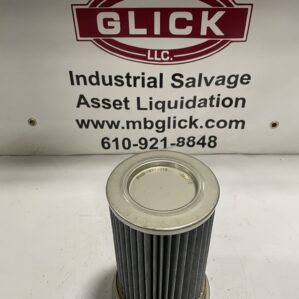 GLICK
LLC.
Industrial Salvage
Asset Liquidation
www.mbglick.com
610-921-8848